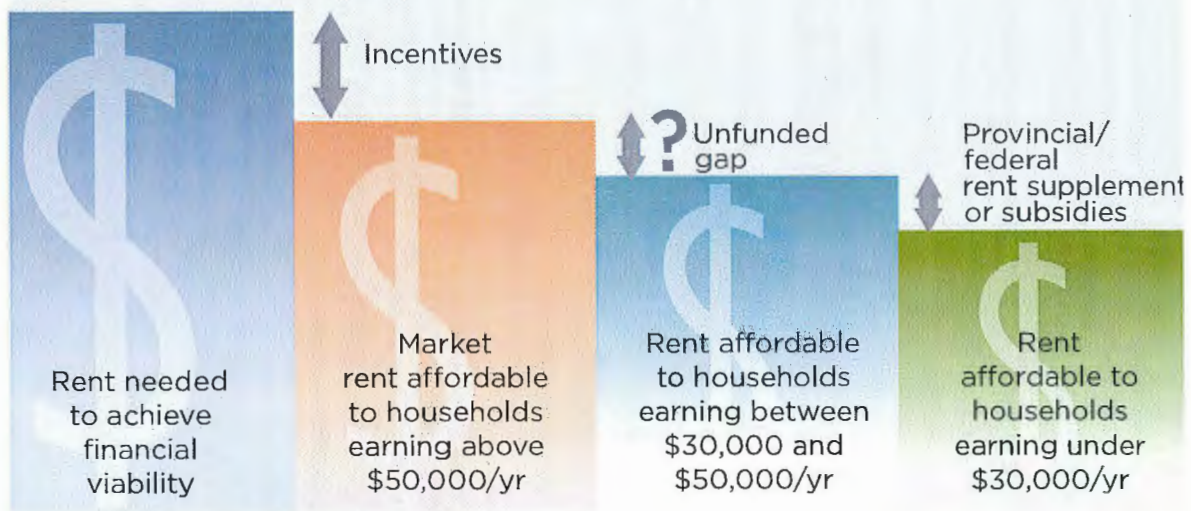 Incentives
?
Unfunded
gap
Provincial/
federal
rent supplement
or subsidies
$
Rent needed
to achieve
financial
viability
$
Market
rent affordable
to households
earning above
$50,000/yr
$
Rent affordable
to households
earning between
$30,000 and
$50,000/yr
$
Rent
affordable to
households
earning under
$30,000/yr